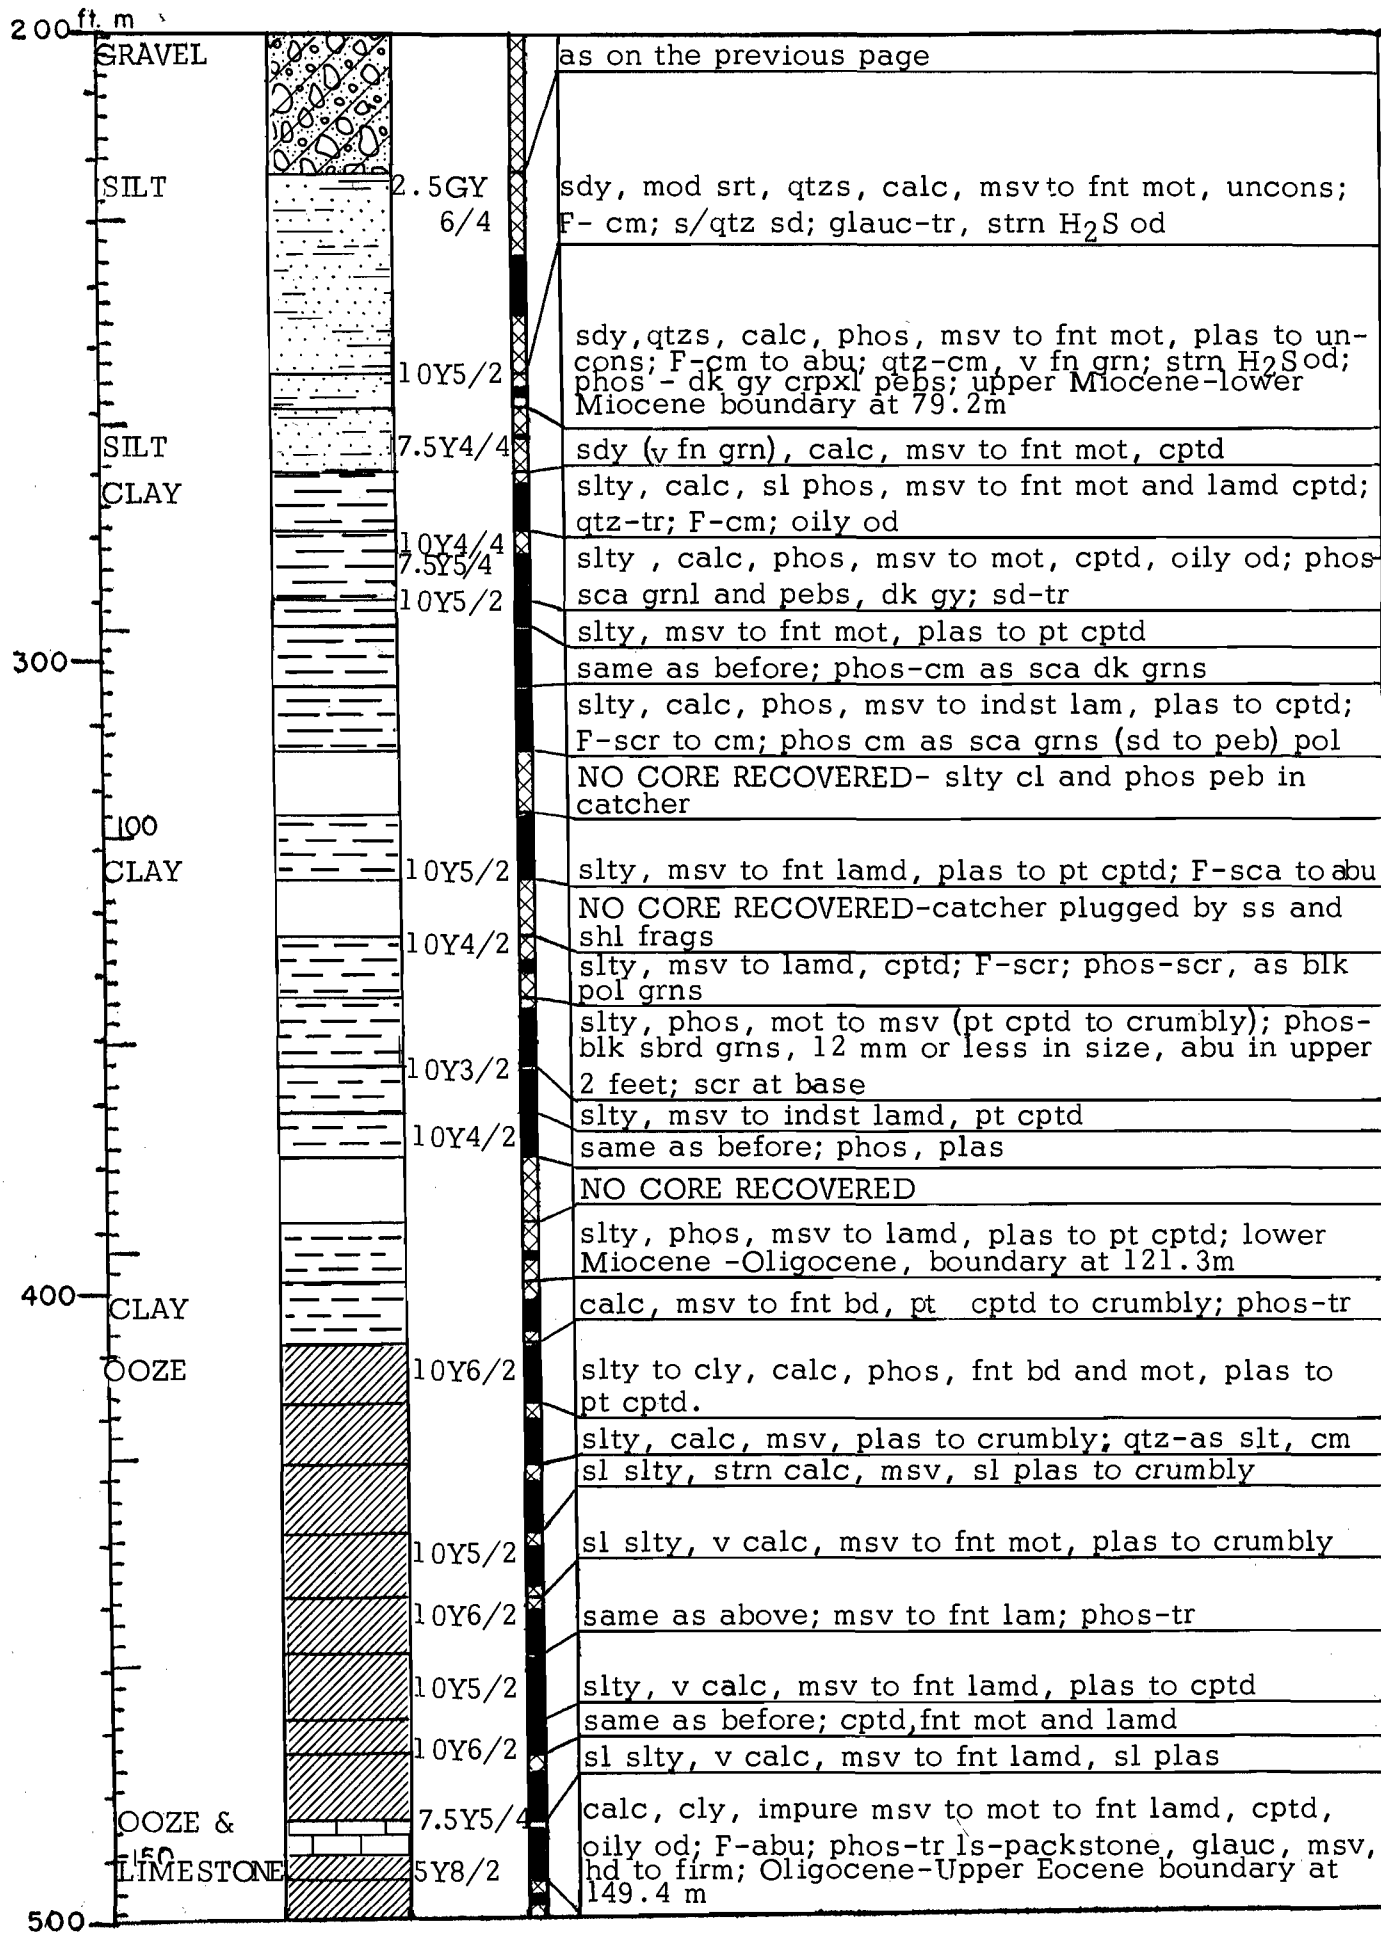 ft. m
200
GRAVEL
as on the previous page
SILT
2.5GY
6/4
sdy, mod srt, qtzs, calc, msv to fnt mot, uncons;
F- cm; s/qtz sd; glauc-tr, strn H2S od
10Y5/2
sdy, qtzs, calc, phos, msv to fnt mot, plas to un-
cons; F-cm to abu; qtz-cm, v fn grn; strn H2S od;
phos - dk gy crpxl pebs; upper Miocene-lower
Miocene boundary at 79.2m
SILT
7.5Y4/4
sdy (v fn grn), calc, msv to fnt mot, cptd
CLAY
slty, calc, sl phos, msv to fnt mot and lamd cptd;
qtz-tr; F-cm; oily od
10Y4/4
7.5Y5/4
slty , calc, phos, msv to mot, cptd, oily od; phos-
10Y5/2
sca grnl and pebs, dk gy; sd-tr
slty, msv to fnt mot, plas to pt cptd
300
same as before; phos-cm as sca dk grns
slty, calc, phos, msv to indst lam, plas to cptd;
F-scr to cm; phos cm as sca grns (sd to peb) pol
NO CORE RECOVERED- slty cl and phos peb in
catcher
100
CLAY
10Y5/2
slty, msv to fnt lamd, plas to pt cptd; F-sca to abu
NO CORE RECOVERED-catcher plugged by ss and
shl frags
10Y4/2
slty, msv to lamd, cptd; F-scr; phos-scr, as blk
pol grns
slty, phos, mot to msv (pt cptd to crumbly); phos-
blk sbrd grns, 12 mm or less in size, abu in upper
2 feet; scr at base
10Y3/2
slty, msv to indst lamd, pt cptd
10Y4/2
same as before; phos, plas
NO CORE RECOVERED
slty, phos, msv to lamd, plas to pt cptd; lower
Miocene -Oligocene, boundary at 121.3m
400
CLAY
calc, msv to fnt bd, pt cptd to crumbly; phos-tr
OOZE
10Y6/2
slty to cly, calc, phos, fnt bd and mot, plas to
pt cptd.
slty, calc, msv, plas to crumbly; qtz-as slt, cm
sl slty, strn calc, msv, sl plas to crumbly
10Y5/2
sl slty, v calc, msv to fnt mot, plas to crumbly
10Y6/2
same as above; msv to fnt lam; phos-tr
10Y5/2
slty, v calc, msv to fnt lamd, plas to cptd
same as before; cptd, fnt mot and lamd
10Y6/2
sl slty, v calc, msv to fnt lamd, sl plas
OOZE &
7.5Y5/4
calc, cly, impure msv to mot to fnt lamd, cptd,
oily od; F-abu; phos-tr ls-packstone, glauc, msv,
150
LIMESTONE
5Y8/2
hd to firm; Oligocene-Upper Eocene boundary at
149.4 m
500